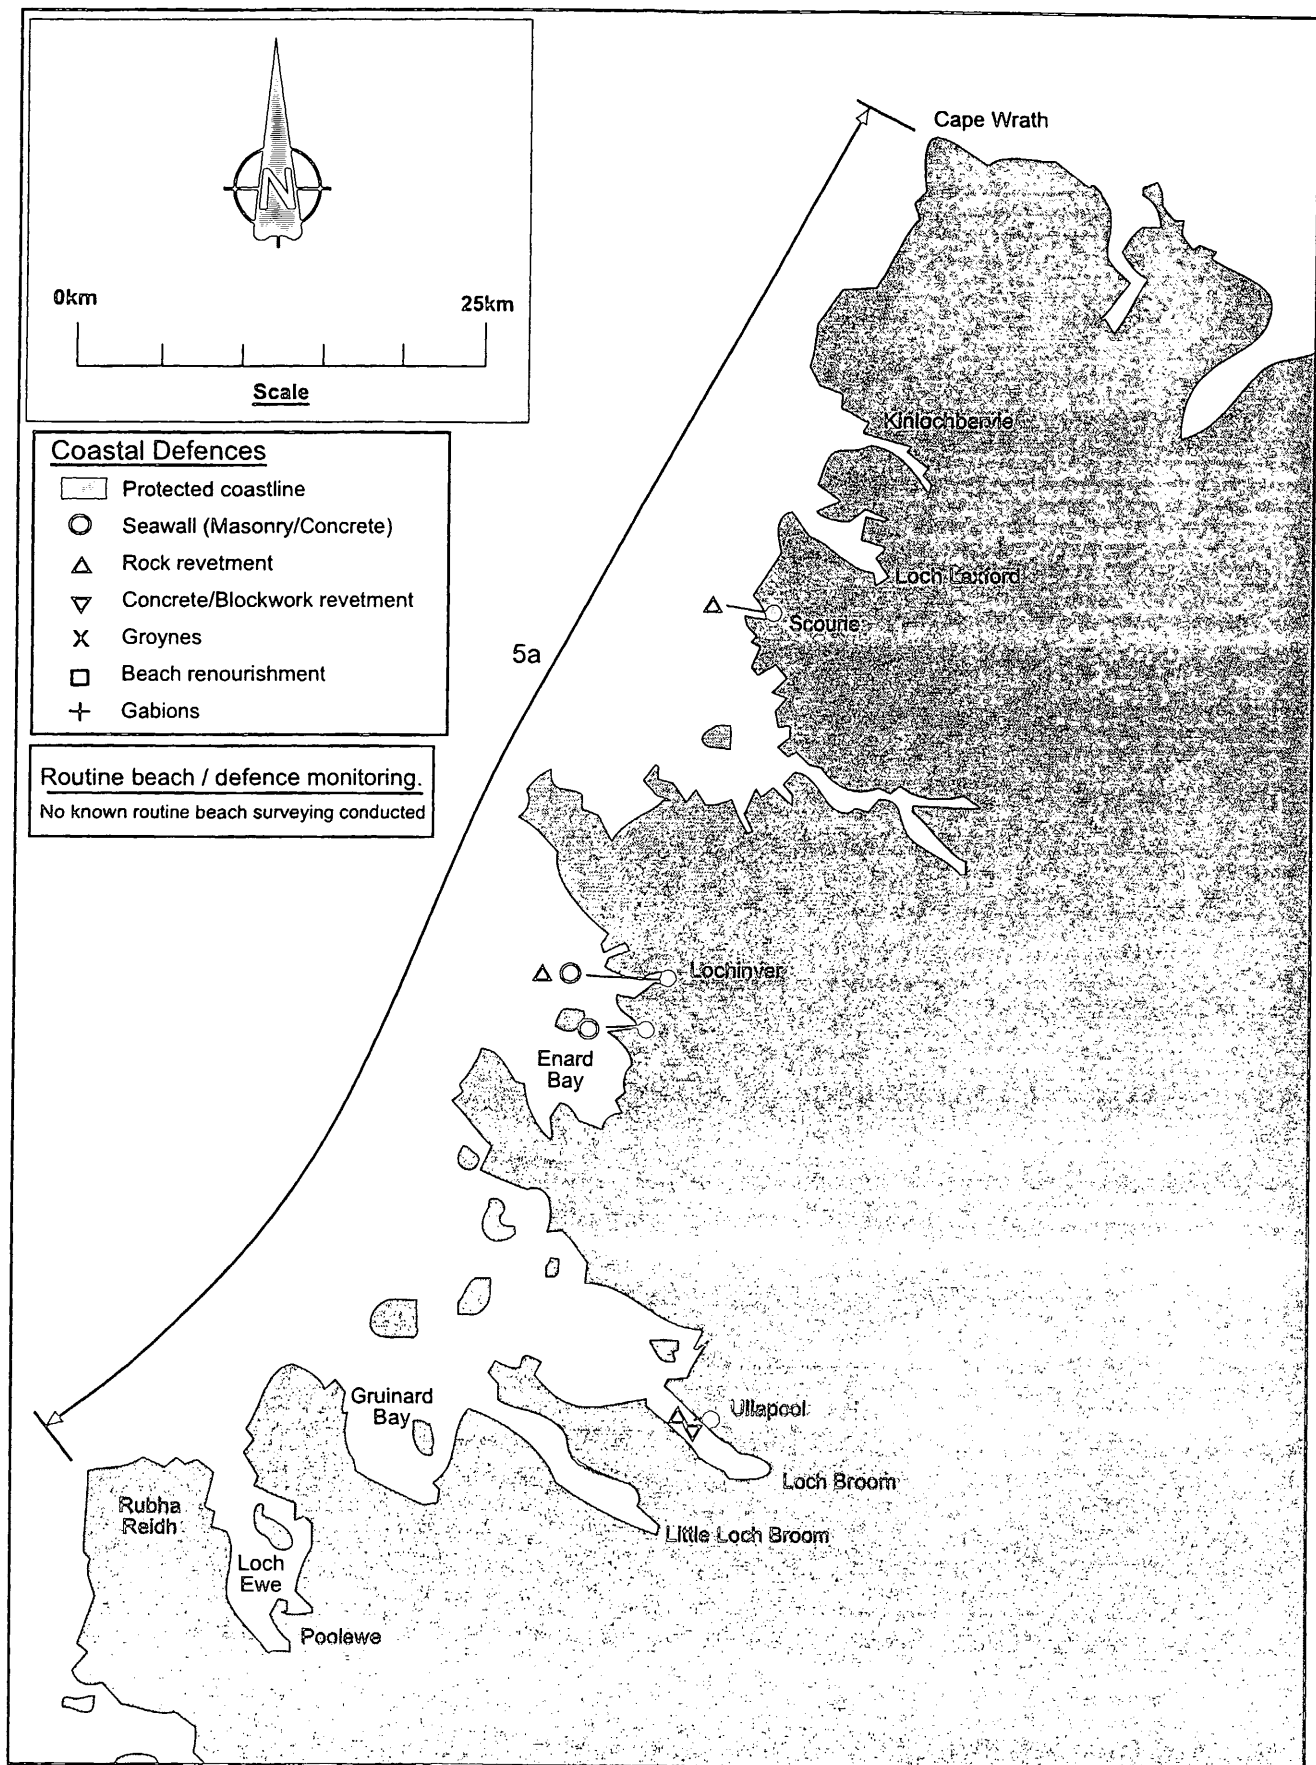 N
0km 25km
Scale
Coastal Defences
Protected coastline
Seawall (Masonry/Concrete)
Rock revetment
Concrete/Blockwork revetment
Groynes
Beach renourishment
Gabions
Routine beach / defence monitoring.
No known routine beach surveying conducted
Cape Wrath
Kinlochbervie
Loch Laxford
Scourie
5a
Lochinver
Enard
Bay
Gruinard
Bay
Ullapool
Loch Broom
Little Loch Broom
Rubha
Reidh
Loch
Ewe
Poolewe